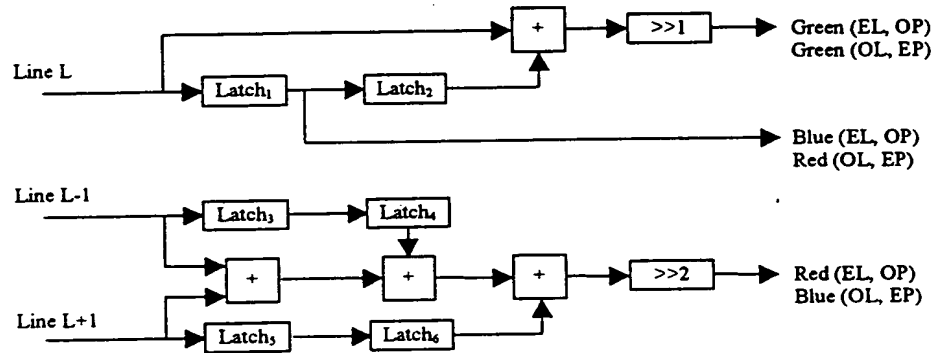 +
>>1
Green (EL, OP)
Green (OL, EP)
Line L
Latch₁
Latch₂
Blue (EL, OP)
Red (OL, EP)
Line L-1
Latch₃
Latch₄
+
+
+
>>2
Red (EL, OP)
Blue (OL, EP)
Line L+1
Latch₅
Latch₆